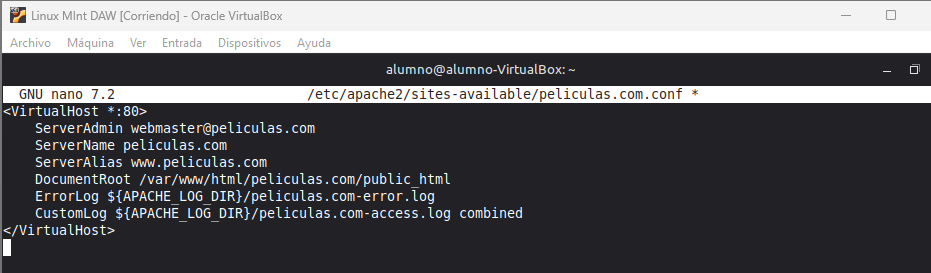 Linux MInt DAW [Corriendo] - Oracle VirtualBox
Archivo Máquina Ver Entrada Dispositivos Ayuda
alumno@alumno-VirtualBox: ~
GNU nano 7.2 /etc/apache2/sites-available/peliculas.com.conf *
<VirtualHost *:80>
    ServerAdmin webmaster@peliculas.com
    ServerName peliculas.com
    ServerAlias www.peliculas.com
    DocumentRoot /var/www/html/peliculas.com/public_html
    ErrorLog ${APACHE_LOG_DIR}/peliculas.com-error.log
    CustomLog ${APACHE_LOG_DIR}/peliculas.com-access.log combined
</VirtualHost>